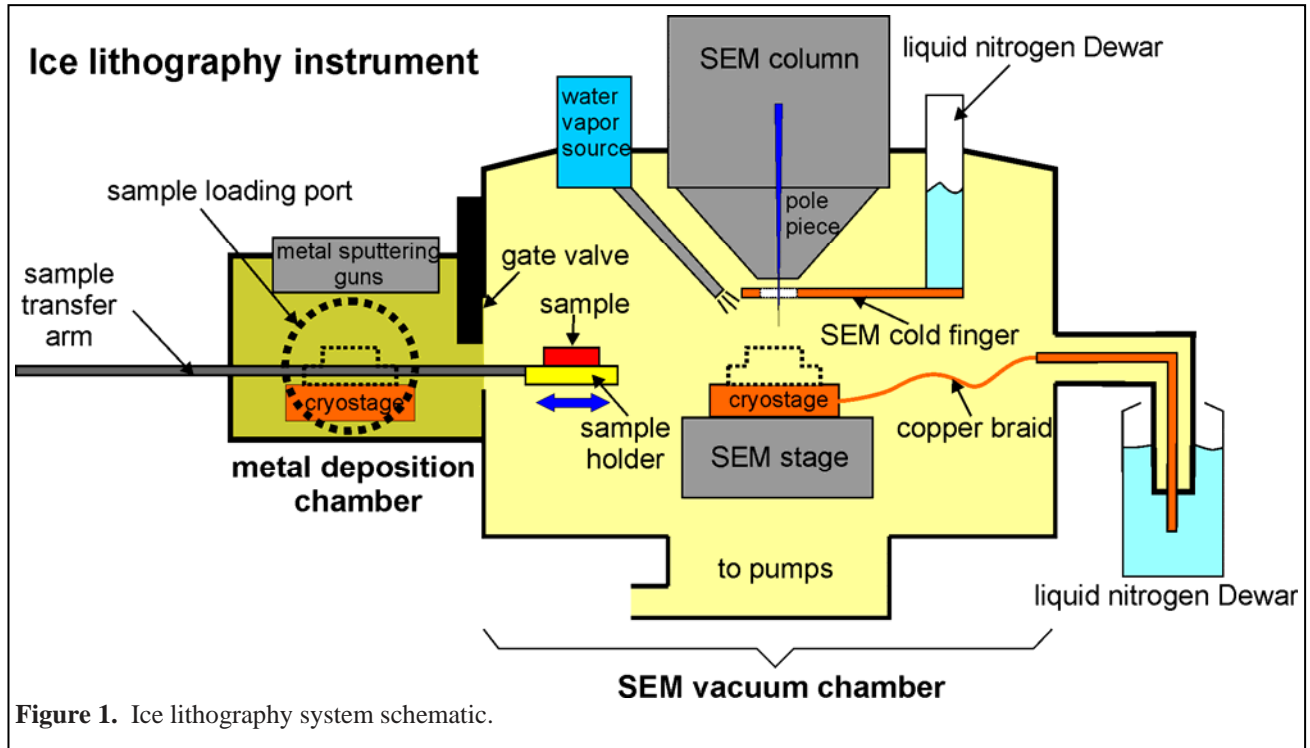 Ice lithography instrument
SEM column
liquid nitrogen Dewar
water
vapor
source
sample loading port
pole
piece
metal sputtering
guns
gate valve
sample
transfer
arm
sample
SEM cold finger
cryostage
cryostage
copper braid
sample
holder
SEM stage
metal deposition
chamber
to pumps
liquid nitrogen Dewar
SEM vacuum chamber
Figure 1. Ice lithography system schematic.